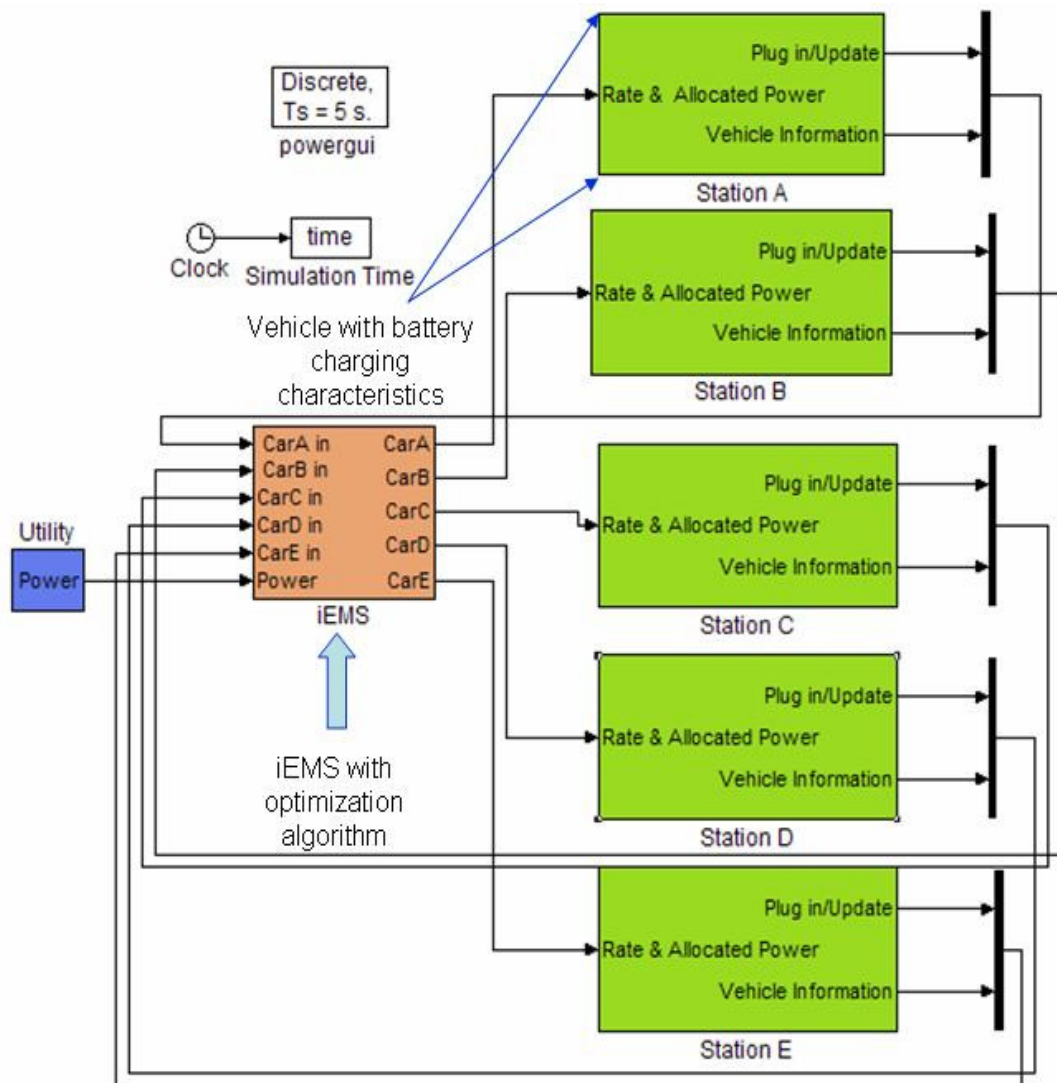 Discrete,
Ts = 5 s.
powergui
Clock
time
Simulation Time
Vehicle with battery
charging
characteristics
Plug in/Update
Rate & Allocated Power
Vehicle Information
Station A
Plug in/Update
Rate & Allocated Power
Vehicle Information
Station B
Utility
Power
CarA in
CarB in
CarC in
CarD in
CarE in
Power
CarA
CarB
CarC
CarD
CarE
iEMS
iEMS with
optimization
algorithm
Plug in/Update
Rate & Allocated Power
Vehicle Information
Station C
Plug in/Update
Rate & Allocated Power
Vehicle Information
Station D
Plug in/Update
Rate & Allocated Power
Vehicle Information
Station E